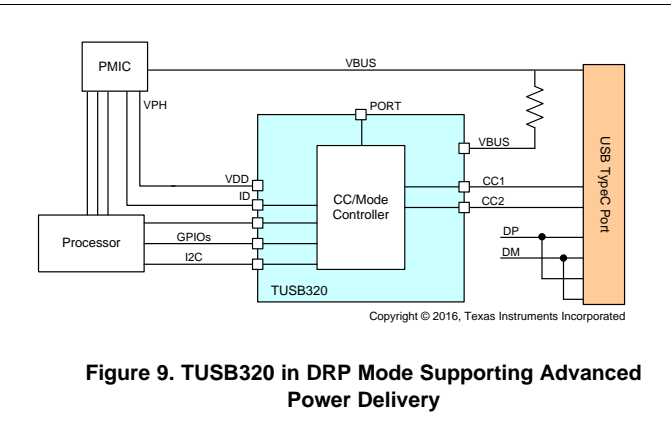 PMIC
VBUS
VPH
PORT
VBUS
VDD
ID
CC/Mode
Controller
CC1
CC2
USB TypeC Port
Processor
GPIOs
I2C
DP
DM
TUSB320
Copyright © 2016, Texas Instruments Incorporated
Figure 9. TUSB320 in DRP Mode Supporting Advanced
Power Delivery